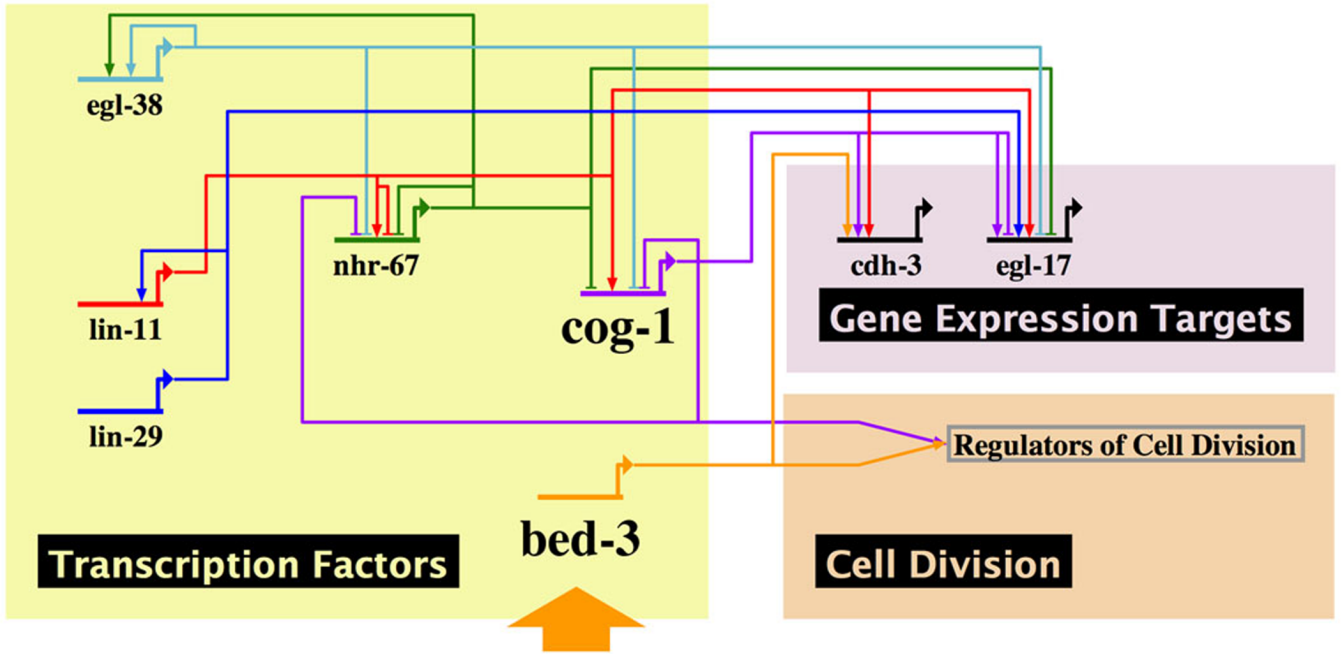 egl-38
nhr-67
cdh-3
egl-17
lin-11
cog-1
Gene Expression Targets
lin-29
Regulators of Cell Division
bed-3
Transcription Factors
Cell Division